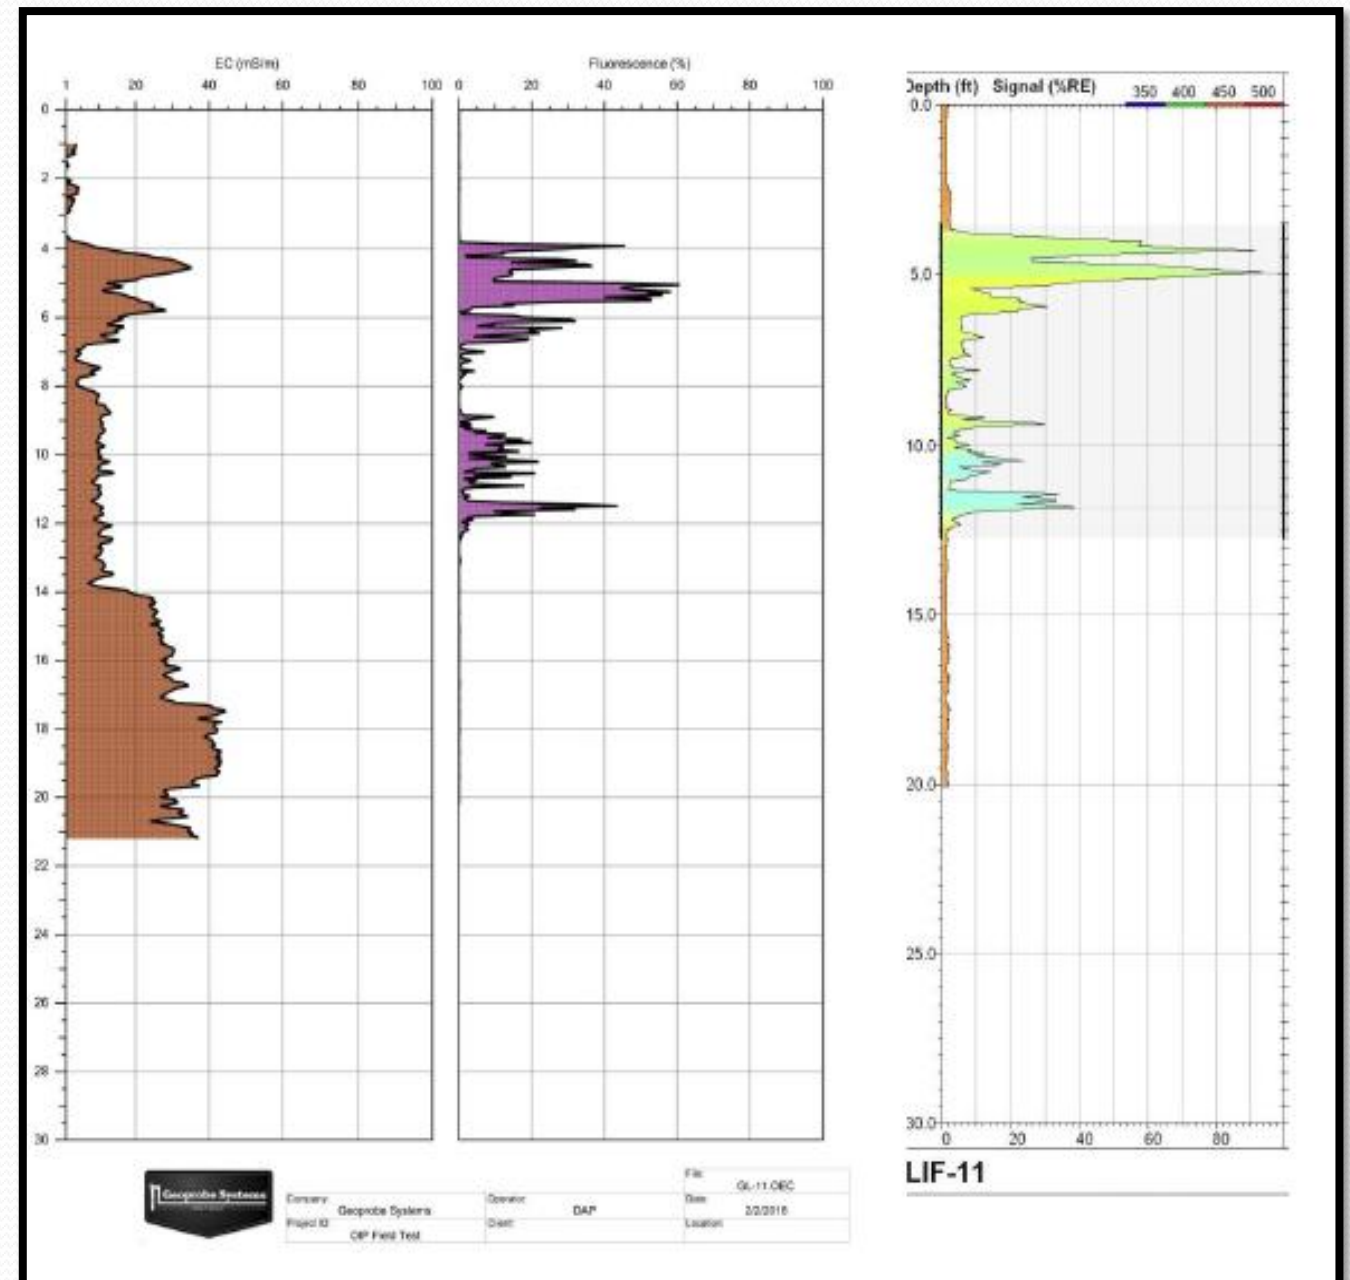 EC (mS/m)
1 20 40 60 80 100
Fluorescence (%)
0 20 40 60 80 100
0
2
4
6
8
10
12
14
16
18
20
22
24
26
28
30
Depth (ft) Signal (%RE) 350 400 450 500
0.0
5.0
10.0
15.0
20.0
25.0
30.0
0 20 40 60 80
LIF-11
Geoprobe Systems
Company:
Geoprobe Systems
Project ID:
OIP Field Test
Operator:
DAP
Client:
File:
GL-11.OEC
Date:
2/2/2016
Location: